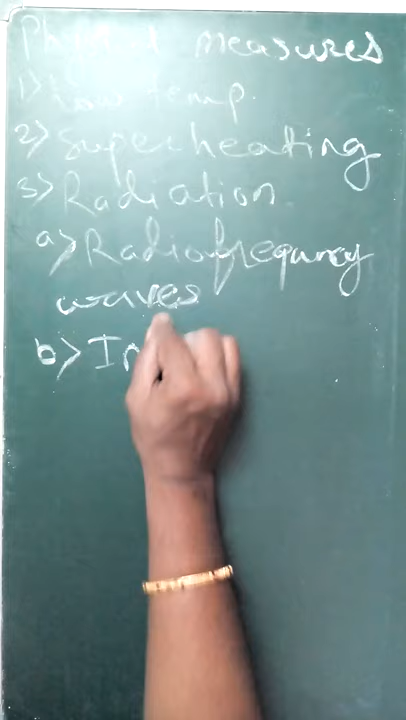 Physical measures
1) Low temp.
2) Superheating
3) Radiation.
a) Radiofrequency
waves
b) In